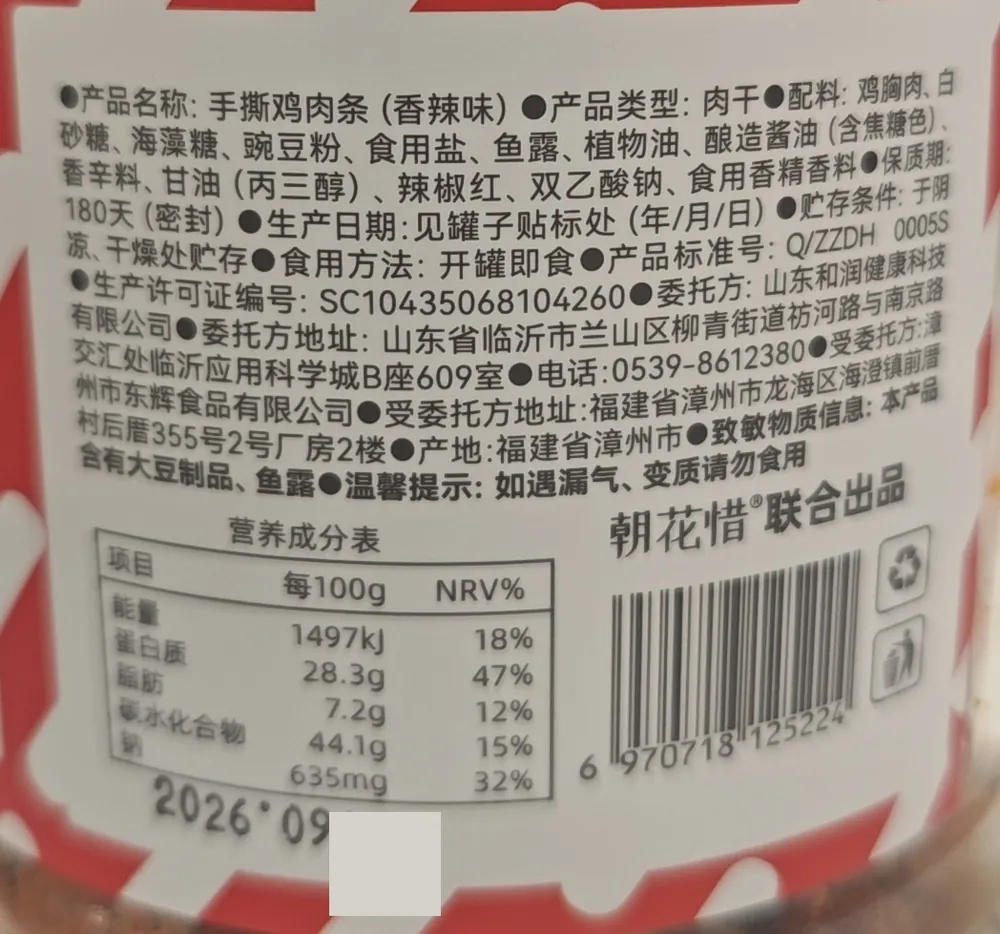 ●产品名称: 手撕鸡肉条 (香辣味) ●产品类型: 肉干●配料: 鸡胸肉、白
砂糖、海藻糖、豌豆粉、食用盐、鱼露、植物油、酿造酱油 (含焦糖色)、
香辛料、甘油 (丙三醇) 、辣椒红、双乙酸钠、食用香精香料●保质期:
180天 (密封) ●生产日期:见罐子贴标处 (年/月/日) ●贮存条件: 于阴
凉、干燥处贮存●食用方法: 开罐即食●产品标准号: Q/ZZDH 0005S
●生产许可证编号: SC10435068104260●委托方: 山东和润健康科技
有限公司●委托方地址: 山东省临沂市兰山区柳青街道祊河路与南京路
交汇处临沂应用科学城B座609室●电话:0539-8612380●受委托方:漳
州市东辉食品有限公司●受委托方地址:福建省漳州市龙海区海澄镇前厝
村后厝355号2号厂房2楼●产地:福建省漳州市●致敏物质信息: 本产品
含有大豆制品、鱼露●温馨提示: 如遇漏气、变质请勿食用
朝花惜®联合出品
营养成分表
项目 每100g NRV%
能量 1497kJ 18%
蛋白质 28.3g 47%
脂肪 7.2g 12%
碳水化合物 44.1g 15%
钠 635mg 32%
6 970718 125224
2026 09